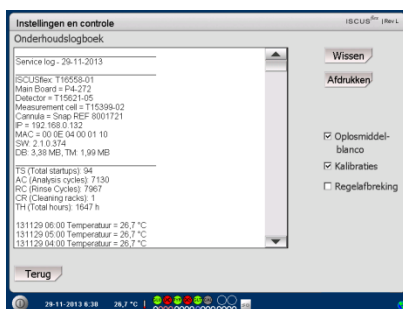 Instellingen en controle
ISCUSflex | Rev L
Onderhoudslogboek
Service log - 29-11-2013
ISCUSflex: T16558-01
Main Board = P4-272
Detector = T15621-05
Measurement cell = T15399-02
Cannula = Snap REF 8001721
IP = 192.168.0.132
MAC = 00 0E 04 00 01 10
SW: 2.1.0.374
DB: 3,38 MB, TM: 1,99 MB
TS (Total startups): 94
AC (Analysis cycles): 7130
RC (Rinse Cycles): 7967
CR (Cleaning racks): 1
TH (Total hours): 1647 h
131129 06:00 Temperatuur = 26,7 °C
131129 05:00 Temperatuur = 26,7 °C
131129 04:00 Temperatuur = 26,7 °C
Wissen
Afdrukken
Oplosmiddel-
blanco
Kalibraties
Regelafbreking
Terug
29-11-2013 6:30 26,7 °C